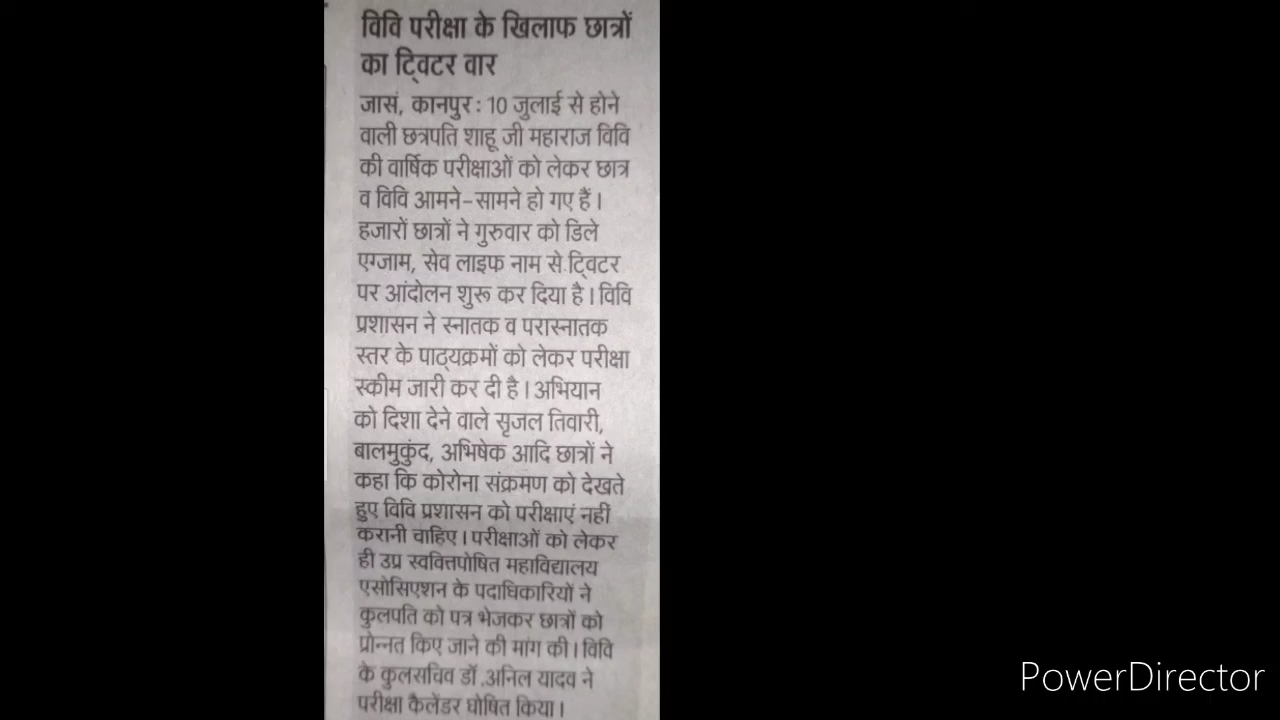 विवि परीक्षा के खिलाफ छात्रों
का ट्विटर वार
जासं, कानपुर : 10 जुलाई से होने
वाली छत्रपति शाहू जी महाराज विवि
की वार्षिक परीक्षाओं को लेकर छात्र
व विवि आमने-सामने हो गए हैं।
हजारों छात्रों ने गुरुवार को डिले
एग्जाम, सेव लाइफ नाम से ट्विटर
पर आंदोलन शुरू कर दिया है। विवि
प्रशासन ने स्नातक व परास्नातक
स्तर के पाठ्यक्रमों को लेकर परीक्षा
स्कीम जारी कर दी है। अभियान
को दिशा देने वाले सृजल तिवारी,
बालमुकुंद, अभिषेक आदि छात्रों ने
कहा कि कोरोना संक्रमण को देखते
हुए विवि प्रशासन को परीक्षाएं नहीं
करानी चाहिए। परीक्षाओं को लेकर
ही उप्र स्ववित्तपोषित महाविद्यालय
एसोसिएशन के पदाधिकारियों ने
कुलपति को पत्र भेजकर छात्रों को
प्रोन्नत किए जाने की मांग की। विवि
के कुलसचिव डॉ .अनिल यादव ने
परीक्षा कैलेंडर घोषित किया।
PowerDirector